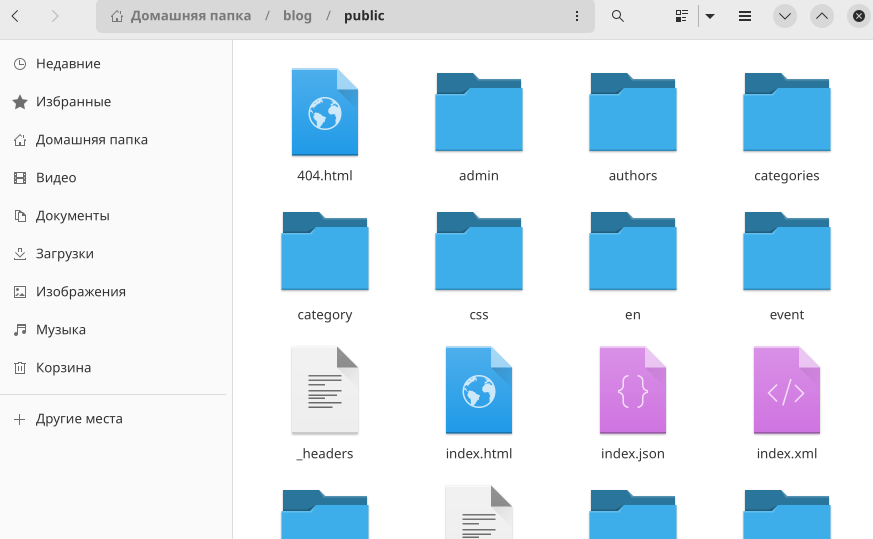 Домашняя папка / blog / public
Недавние
Избранные
Домашняя папка
Видео
Документы
Загрузки
Изображения
Музыка
Корзина
Другие места
404.html admin authors categories
category css en event
_headers index.html index.json index.xml